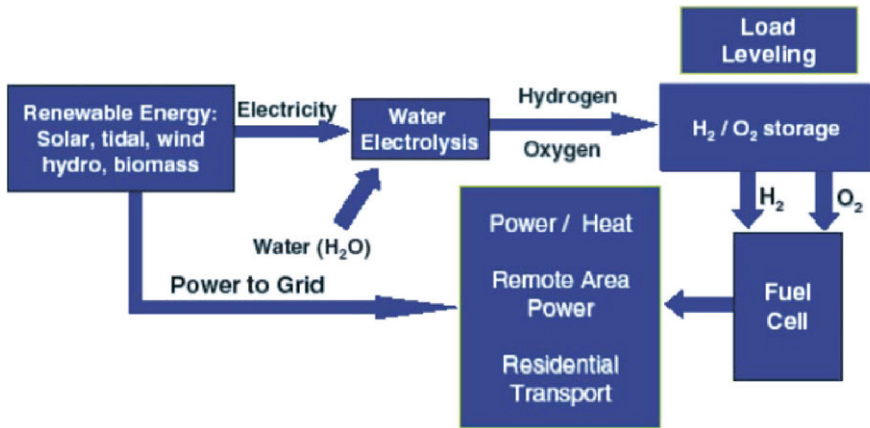 Load
Leveling
Renewable Energy:
Solar, tidal, wind
hydro, biomass
Electricity
Water
Electrolysis
Hydrogen
Oxygen
H₂ / O₂ storage
Water (H₂O)
Power to Grid
Power / Heat
Remote Area
Power
Residential
Transport
H₂
O₂
Fuel
Cell